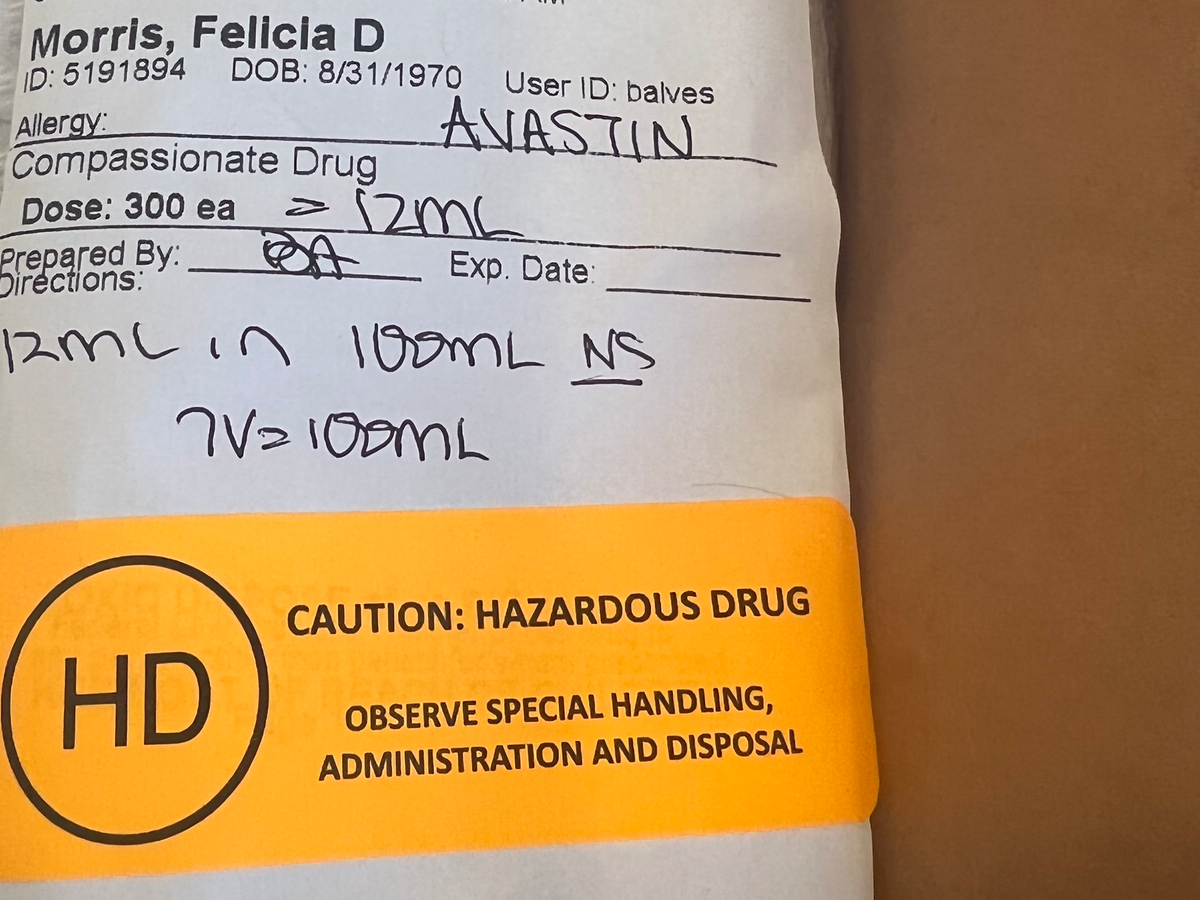 Morris, Felicia D
ID: 5191894 DOB: 8/31/1970 User ID: balves
Allergy: AVASTIN
Compassionate Drug
Dose: 300 ea = 12mL
Prepared By: BA Exp. Date:
Directions:
12mL in 100mL NS
TV=100mL
HD
CAUTION: HAZARDOUS DRUG
OBSERVE SPECIAL HANDLING,
ADMINISTRATION AND DISPOSAL